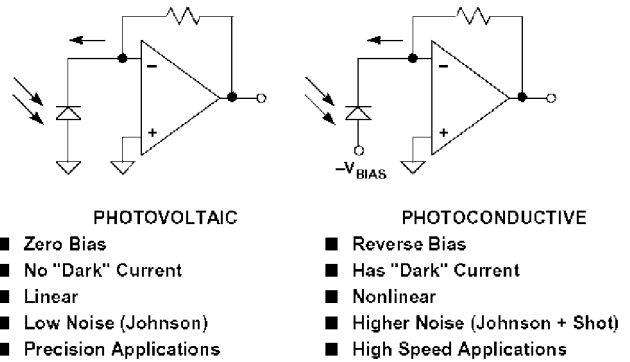 –
+
–
+
–VBIAS
PHOTOVOLTAIC
■ Zero Bias
■ No "Dark" Current
■ Linear
■ Low Noise (Johnson)
■ Precision Applications
PHOTOCONDUCTIVE
■ Reverse Bias
■ Has "Dark" Current
■ Nonlinear
■ Higher Noise (Johnson + Shot)
■ High Speed Applications